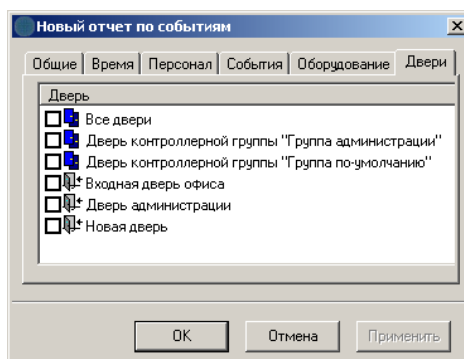 Новый отчет по событиям
Общие Время Персонал События Оборудование Двери
Дверь
Все двери
Дверь контроллерной группы "Группа администрации"
Дверь контроллерной группы "Группа по-умолчанию"
Входная дверь офиса
Дверь администрации
Новая дверь
OK Отмена Применить